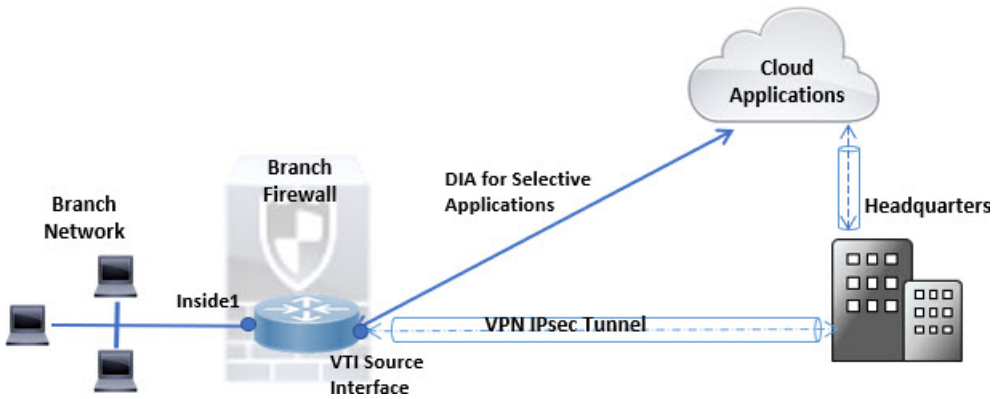 Cloud
Applications
Branch
Firewall
DIA for Selective
Applications
Branch
Network
Headquarters
Inside1
VPN IPsec Tunnel
VTI Source
Interface